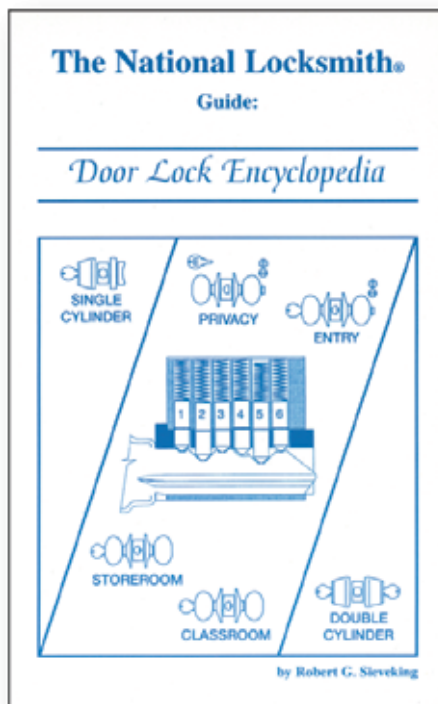 The National Locksmith®
Guide:
Door Lock Encyclopedia
SINGLE
CYLINDER
PRIVACY
ENTRY
1 2 3 4 5 6
STOREROOM
CLASSROOM
DOUBLE
CYLINDER
by Robert G. Sieveking